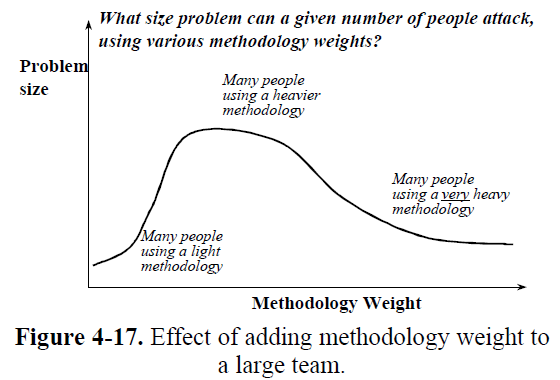 What size problem can a given number of people attack,
using various methodology weights?
Problem
size
Many people
using a heavier
methodology
Many people
using a very heavy
methodology
Many people
using a light
methodology
Methodology Weight
Figure 4-17. Effect of adding methodology weight to
a large team.